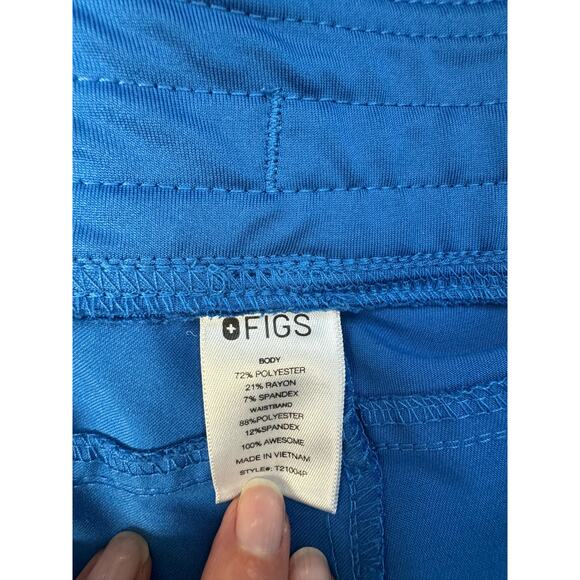 FIGS
BODY
72% POLYESTER
21% RAYON
7% SPANDEX
WAISTBAND
88%POLYESTER
12%SPANDEX
100% AWESOME
MADE IN VIETNAM
STYLE#: T21004P